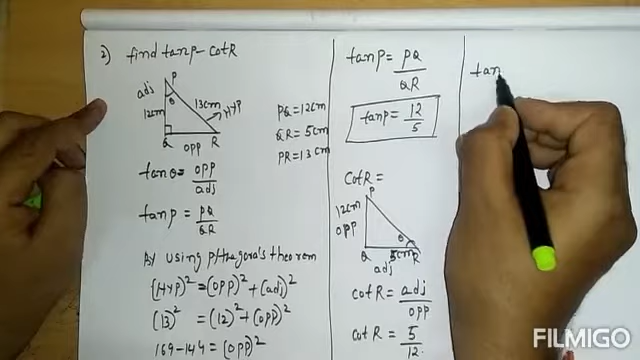 2) find tanp - cotR
P
adj
θ
12cm
13cm
HYP
Q
R
OPP
PQ = 12cm
QR = 5cm
PR = 13cm
tanθ = OPP/adj
tanp = PQ/QR
By using pythagora's theorem
(HYP)² = (OPP)² + (adj)²
(13)² = (12)² + (OPP)²
169 - 144 = (OPP)²
tanp = PQ/QR
tanp = 12/5
cotR =
P
12cm
OPP
θ
Q
5cm
R
adj
cotR = adj/OPP
cotR = 5/12
tan
FILMIGO